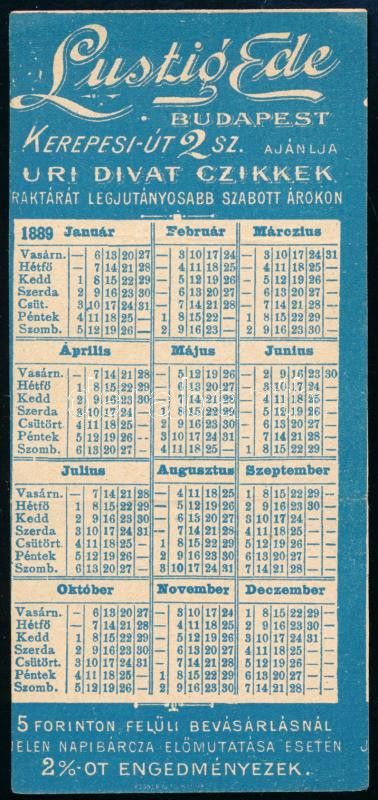 Lustig Ede
BUDAPEST
KEREPESI-ÚT 2 SZ. AJÁNLJA
URI DIVAT CZIKKEK
RAKTÁRÁT LEGJUTÁNYOSABB SZABOTT ÁROKON
1889 Január Február Márczius
Vasárn. — 6 13 20 27 — 3 10 17 24 — 3 10 17 24 31
Hétfő — 7 14 21 28 — 4 11 18 25 — 4 11 18 25 —
Kedd 1 8 15 22 29 — 5 12 19 26 — 5 12 19 26 —
Szerda 2 9 16 23 30 — 6 13 20 27 — 6 13 20 27 —
Csüt. 3 10 17 24 31 — 7 14 21 28 — 7 14 21 28 —
Péntek 4 11 18 25 — 1 8 15 22 — 1 8 15 22 29 —
Szomb. 5 12 19 26 — 2 9 16 23 — 2 9 16 23 30 —
Április Május Junius
Vasárn. — 7 14 21 28 — 5 12 19 26 — 2 9 16 23 30
Hétfő 1 8 15 22 29 — 6 13 20 27 — 3 10 17 24 —
Kedd 2 9 16 23 30 — 7 14 21 28 — 4 11 18 25 —
Szerda 3 10 17 24 — 1 8 15 22 29 — 5 12 19 26 —
Csütört. 4 11 18 25 — 2 9 16 23 30 — 6 13 20 27 —
Péntek 5 12 19 26 — 3 10 17 24 31 — 7 14 21 28 —
Szomb. 6 13 20 27 — 4 11 18 25 — 1 8 15 22 29 —
Julius Augusztus Szeptember
Vasárn. — 7 14 21 28 — 4 11 18 25 1 8 15 22 29 —
Hétfő 1 8 15 22 29 — 5 12 19 26 2 9 16 23 30 —
Kedd 2 9 16 23 30 — 6 13 20 27 3 10 17 24 — —
Szerda 3 10 17 24 31 — 7 14 21 28 4 11 18 25 — —
Csütört. 4 11 18 25 — 1 8 15 22 29 5 12 19 26 — —
Péntek 5 12 19 26 — 2 9 16 23 30 6 13 20 27 — —
Szomb. 6 13 20 27 — 3 10 17 24 31 7 14 21 28 — —
Október November Deczember
Vasárn. — 6 13 20 27 — 3 10 17 24 1 8 15 22 29 —
Hétfő — 7 14 21 28 — 4 11 18 25 2 9 16 23 30 —
Kedd 1 8 15 22 29 — 5 12 19 26 3 10 17 24 31 —
Szerda 2 9 16 23 30 — 6 13 20 27 4 11 18 25 — —
Csütört. 3 10 17 24 31 — 7 14 21 28 5 12 19 26 — —
Péntek 4 11 18 25 — 1 8 15 22 29 6 13 20 27 — —
Szomb. 5 12 19 26 — 2 9 16 23 30 7 14 21 28 — —
5 FORINTON FELÜLI BEVÁSÁRLÁSNÁL
JELEN NAPIBÁRCZA ELŐMUTATÁSA ESETÉN J
2%-OT ENGEDMÉNYEZEK.